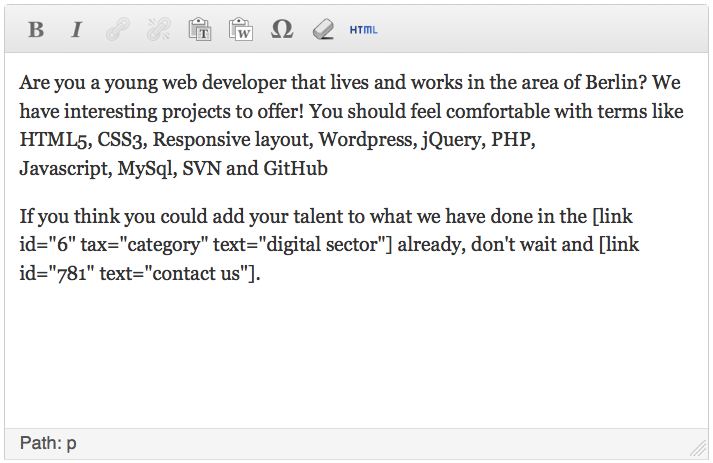 B I T W Ω HTML
Are you a young web developer that lives and works in the area of Berlin? We
have interesting projects to offer! You should feel comfortable with terms like
HTML5, CSS3, Responsive layout, Wordpress, jQuery, PHP,
Javascript, MySql, SVN and GitHub
If you think you could add your talent to what we have done in the [link
id="6" tax="category" text="digital sector"] already, don't wait and [link
id="781" text="contact us"].
Path: p